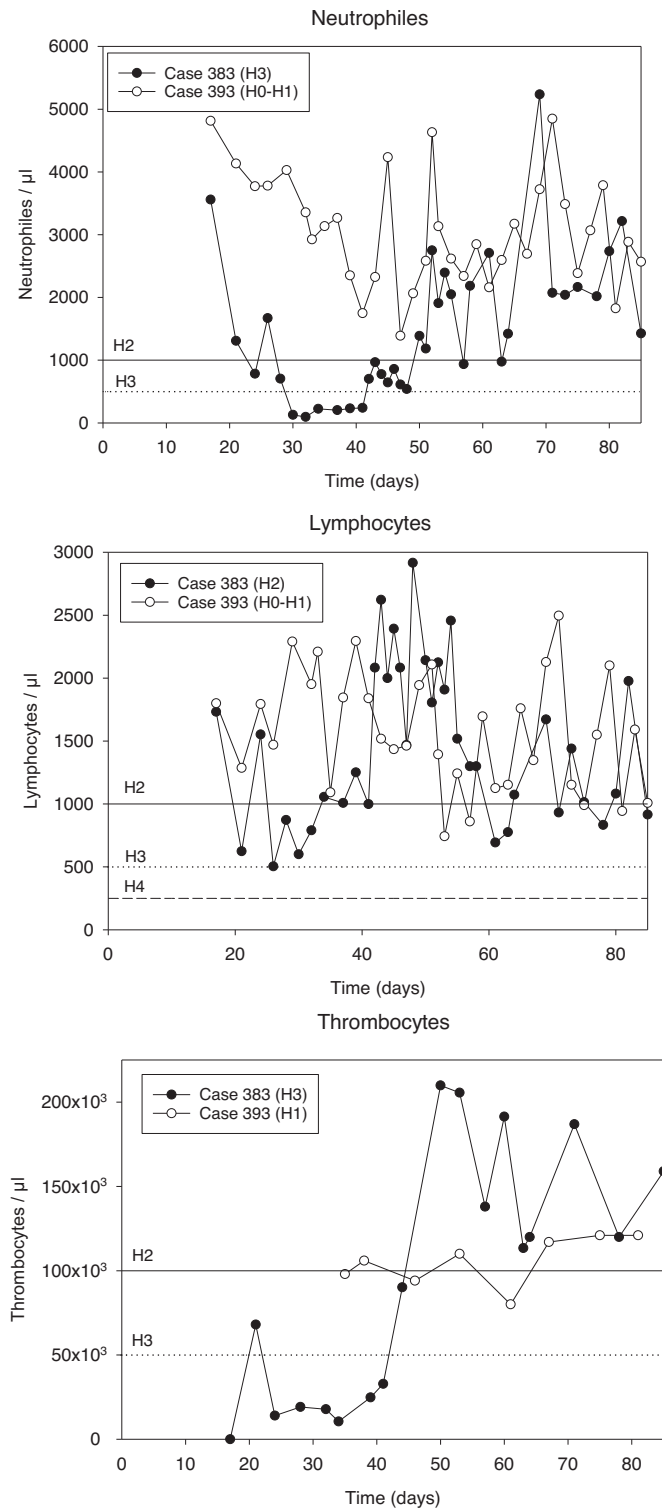 Neutrophiles
6000
5000
4000
3000
2000
1000
0
Neutrophiles / µl
Case 383 (H3)
Case 393 (H0-H1)
H2
H3
0 10 20 30 40 50 60 70 80
Time (days)
Lymphocytes
3000
2500
2000
1500
1000
500
0
Lymphocytes / µl
Case 383 (H2)
Case 393 (H0-H1)
H2
H3
H4
0 20 40 60 80
Time (days)
Thrombocytes
200x10³
150x10³
100x10³
50x10³
0
Thrombocytes / µl
Case 383 (H3)
Case 393 (H1)
H2
H3
0 10 20 30 40 50 60 70 80
Time (days)